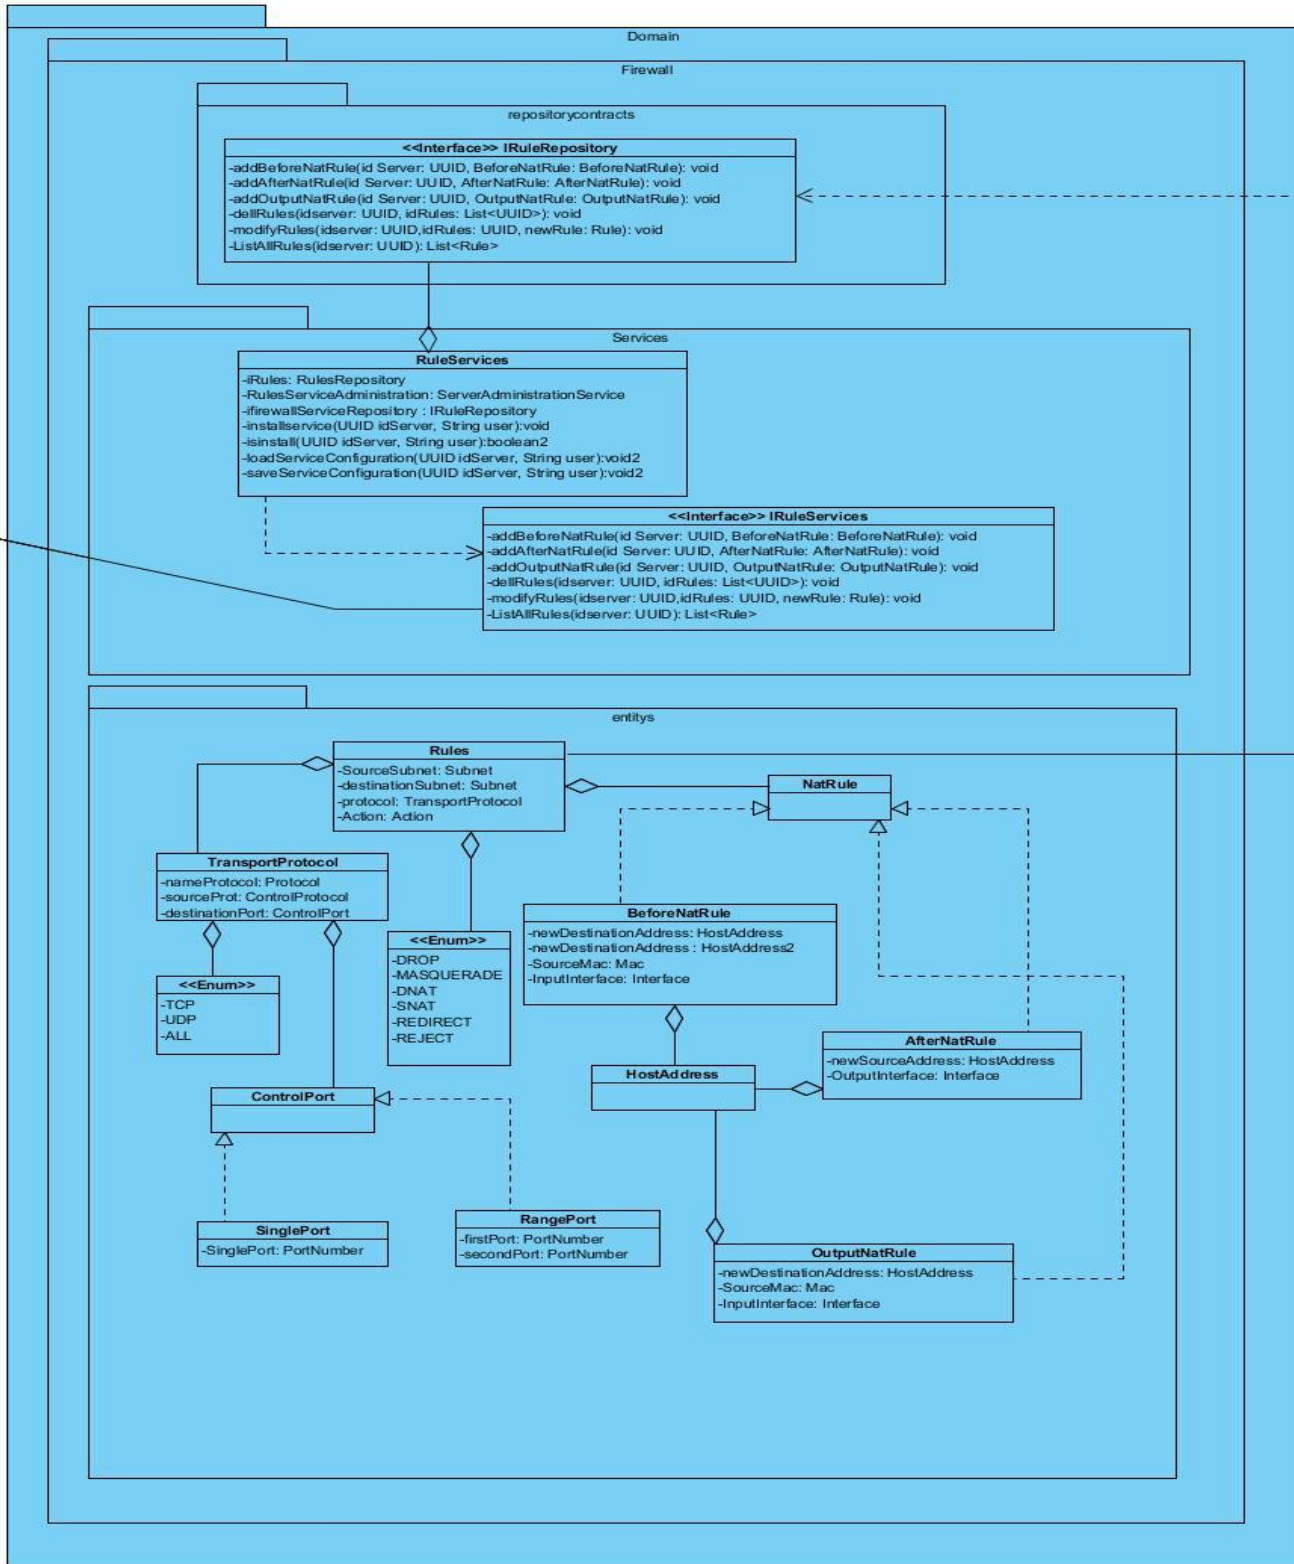 Domain
Firewall
repositorycontracts
<<Interface>> IRuleRepository
-addBeforeNatRule(id Server: UUID, BeforeNatRule: BeforeNatRule): void
-addAfterNatRule(id Server: UUID, AfterNatRule: AfterNatRule): void
-addOutputNatRule(id Server: UUID, OutputNatRule: OutputNatRule): void
-dellRules(idserver: UUID, idRules: List<UUID>): void
-modifyRules(idserver: UUID,idRules: UUID, newRule: Rule): void
-ListAllRules(idserver: UUID): List<Rule>
Services
RuleServices
-iRules: RulesRepository
-RulesServiceAdministration: ServerAdministrationService
-ifirewallServiceRepository : IRuleRepository
-installservice(UUID idServer, String user):void
-isinstall(UUID idServer, String user):boolean2
-loadServiceConfiguration(UUID idServer, String user):void2
-saveServiceConfiguration(UUID idServer, String user):void2
<<Interface>> IRuleServices
-addBeforeNatRule(id Server: UUID, BeforeNatRule: BeforeNatRule): void
-addAfterNatRule(id Server: UUID, AfterNatRule: AfterNatRule): void
-addOutputNatRule(id Server: UUID, OutputNatRule: OutputNatRule): void
-dellRules(idserver: UUID, idRules: List<UUID>): void
-modifyRules(idserver: UUID,idRules: UUID, newRule: Rule): void
-ListAllRules(idserver: UUID): List<Rule>
entitys
Rules
-SourceSubnet: Subnet
-destinationSubnet: Subnet
-protocol: TransportProtocol
-Action: Action
NatRule
TransportProtocol
-nameProtocol: Protocol
-sourceProt: ControlProtocol
-destinationPort: ControlPort
<<Enum>>
-TCP
-UDP
-ALL
<<Enum>>
-DROP
-MASQUERADE
-DNAT
-SNAT
-REDIRECT
-REJECT
BeforeNatRule
-newDestinationAddress: HostAddress
-newDestinationAddress : HostAddress2
-SourceMac: Mac
-InputInterface: Interface
AfterNatRule
-newSourceAddress: HostAddress
-OutputInterface: Interface
HostAddress
ControlPort
SinglePort
-SinglePort: PortNumber
RangePort
-firstPort: PortNumber
-secondPort: PortNumber
OutputNatRule
-newDestinationAddress: HostAddress
-SourceMac: Mac
-InputInterface: Interface